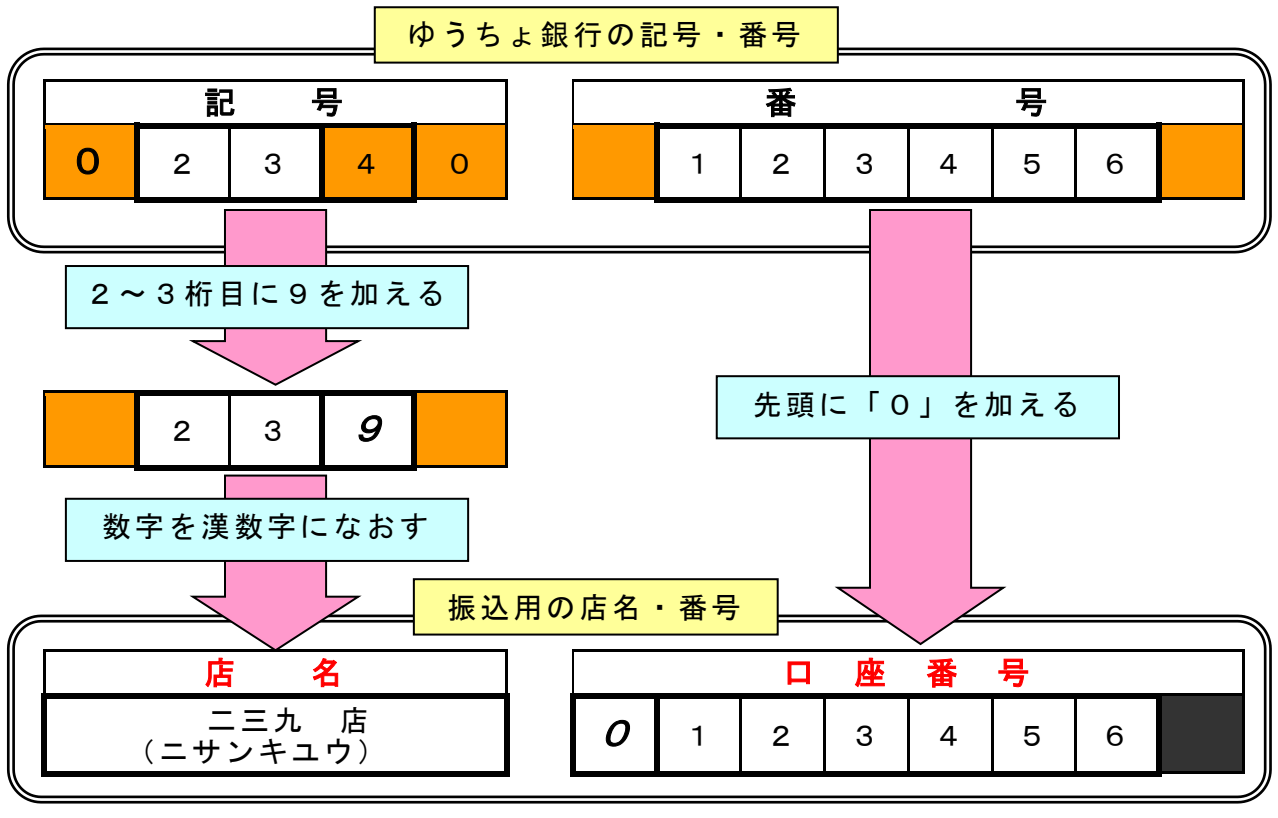 ゆうちょ銀行の記号・番号
記　号　番　号
０ ２ ３ ４ ０ １ ２ ３ ４ ５ ６
２～３桁目に９を加える
先頭に「０」を加える
２ ３ ９
数字を漢数字になおす
振込用の店名・番号
店　名　口　座　番　号
二三九　店
（ニサンキユウ）
０ １ ２ ３ ４ ５ ６